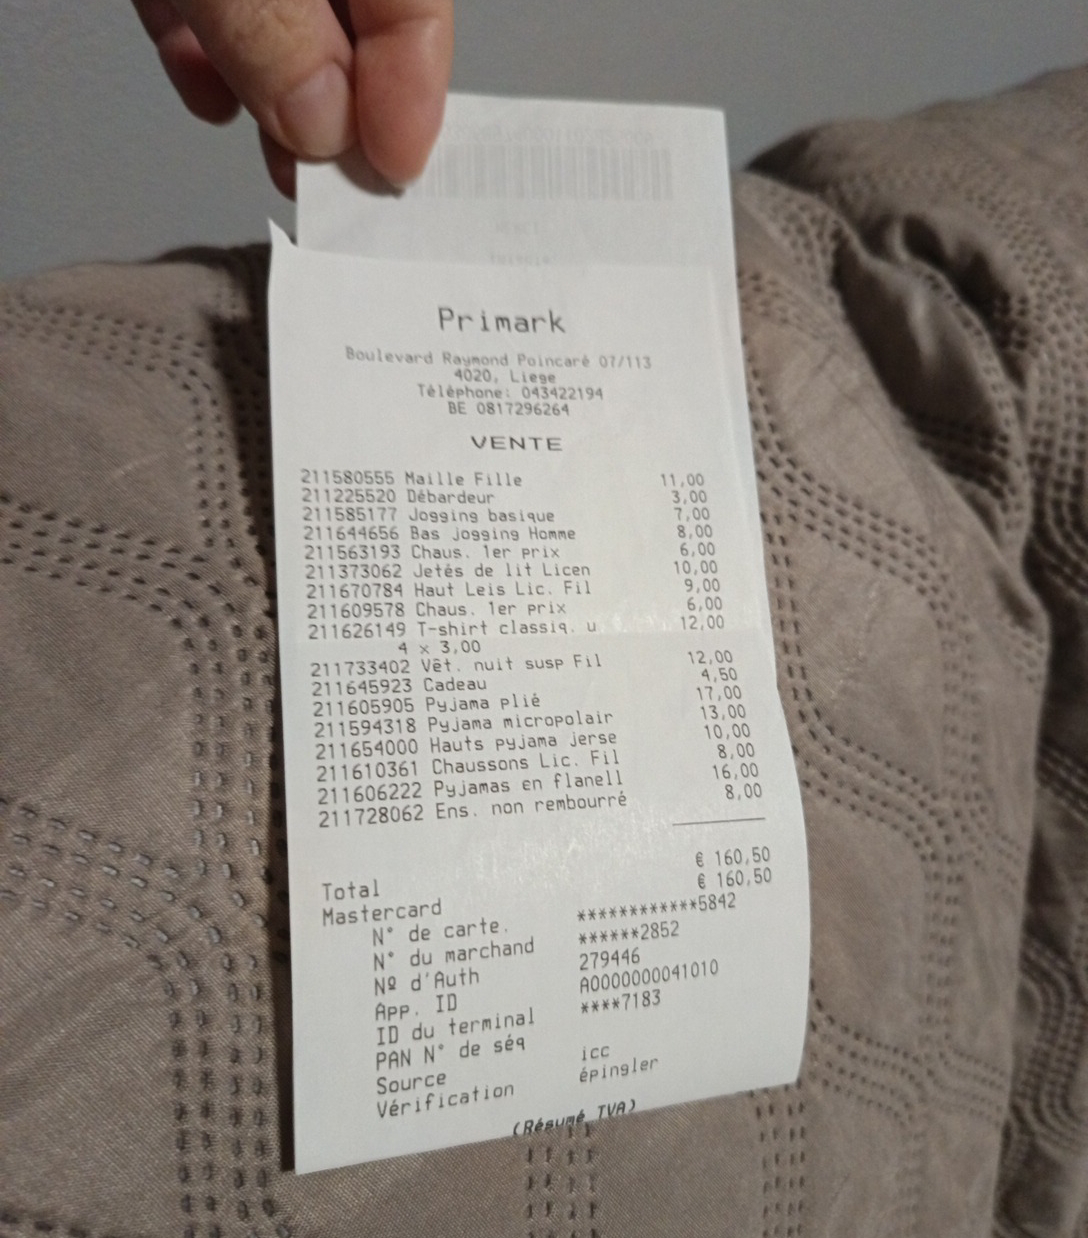 Primark
Boulevard Raymond Poincaré 07/113
4020, Liege
Téléphone: 043422194
BE 0817296264
VENTE
211580555 Maille Fille 11,00
211225520 Débardeur 3,00
211585177 Jogging basique 7,00
211644656 Bas jogging Homme 8,00
211563193 Chaus. 1er prix 6,00
211373062 Jetés de lit Licen 10,00
211670784 Haut Leis Lic. Fil 9,00
211609578 Chaus. 1er prix 6,00
211626149 T-shirt classiq. u 12,00
4 x 3,00
211733402 Vêt. nuit susp Fil 12,00
211645923 Cadeau 4,50
211605905 Pyjama plié 17,00
211594318 Pyjama micropolair 13,00
211654000 Hauts pyjama jerse 10,00
211610361 Chaussons Lic. Fil 8,00
211606222 Pyjamas en flanell 16,00
211728062 Ens. non rembourré 8,00
Total € 160,50
Mastercard € 160,50
N° de carte. ************5842
N° du marchand ******2852
Nº d'Auth 279446
App. ID A0000000041010
ID du terminal ****7183
PAN N° de séq
Source icc
Vérification épingler
(Résumé TVA)